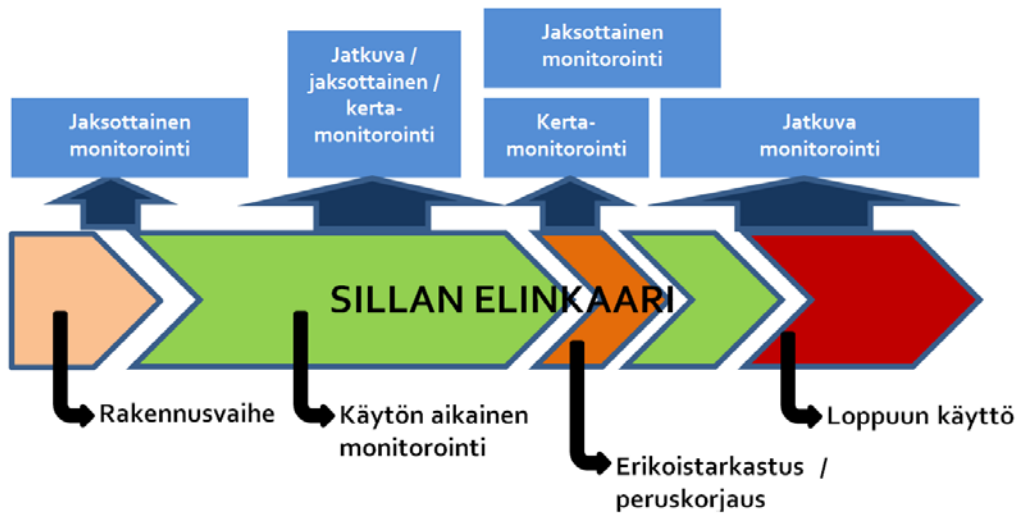 Jaksottainen
monitorointi
Jatkuva /
jaksottainen /
kerta-
monitorointi
Jaksottainen
monitorointi
Kerta-
monitorointi
Jatkuva
monitorointi
SILLAN ELINKAARI
Rakennusvaihe
Käytön aikainen
monitorointi
Erikoistarkastus /
peruskorjaus
Loppuun käyttö